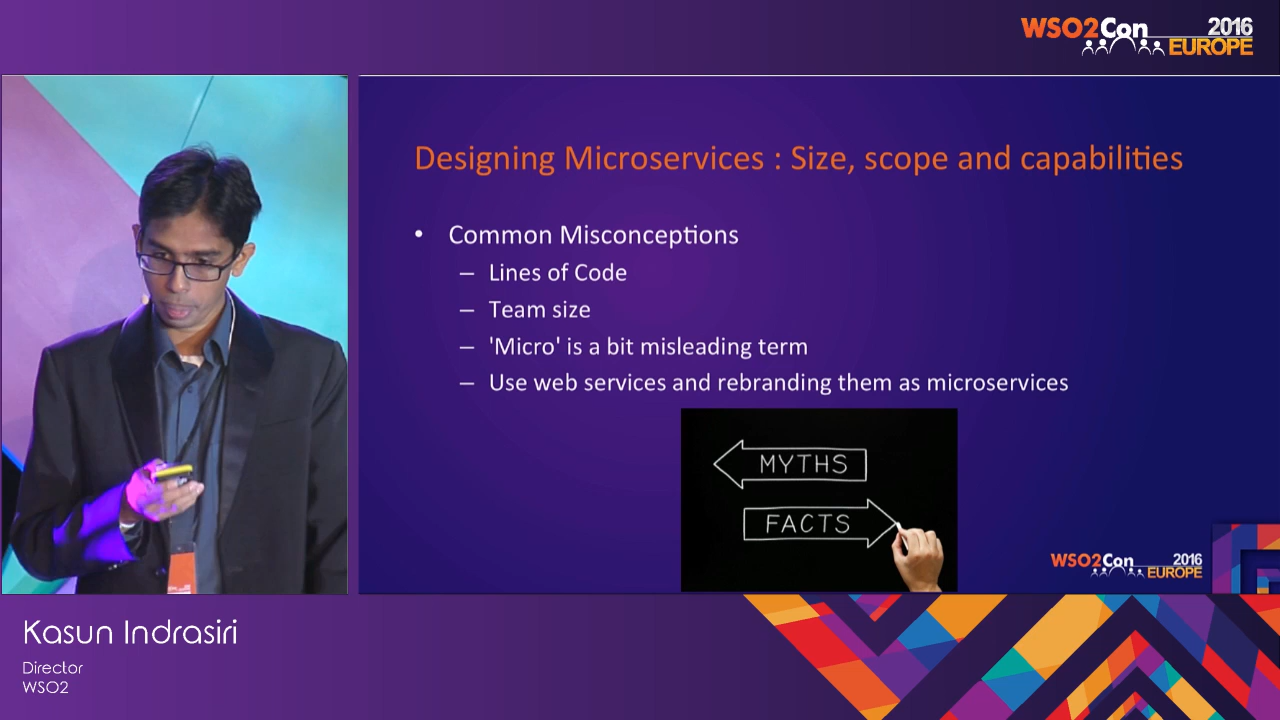 WSO2Con 2016
EUROPE
Designing Microservices : Size, scope and capabilities
• Common Misconceptions
– Lines of Code
– Team size
– 'Micro' is a bit misleading term
– Use web services and rebranding them as microservices
MYTHS
FACTS
WSO2Con 2016
EUROPE
Kasun Indrasiri
Director
WSO2